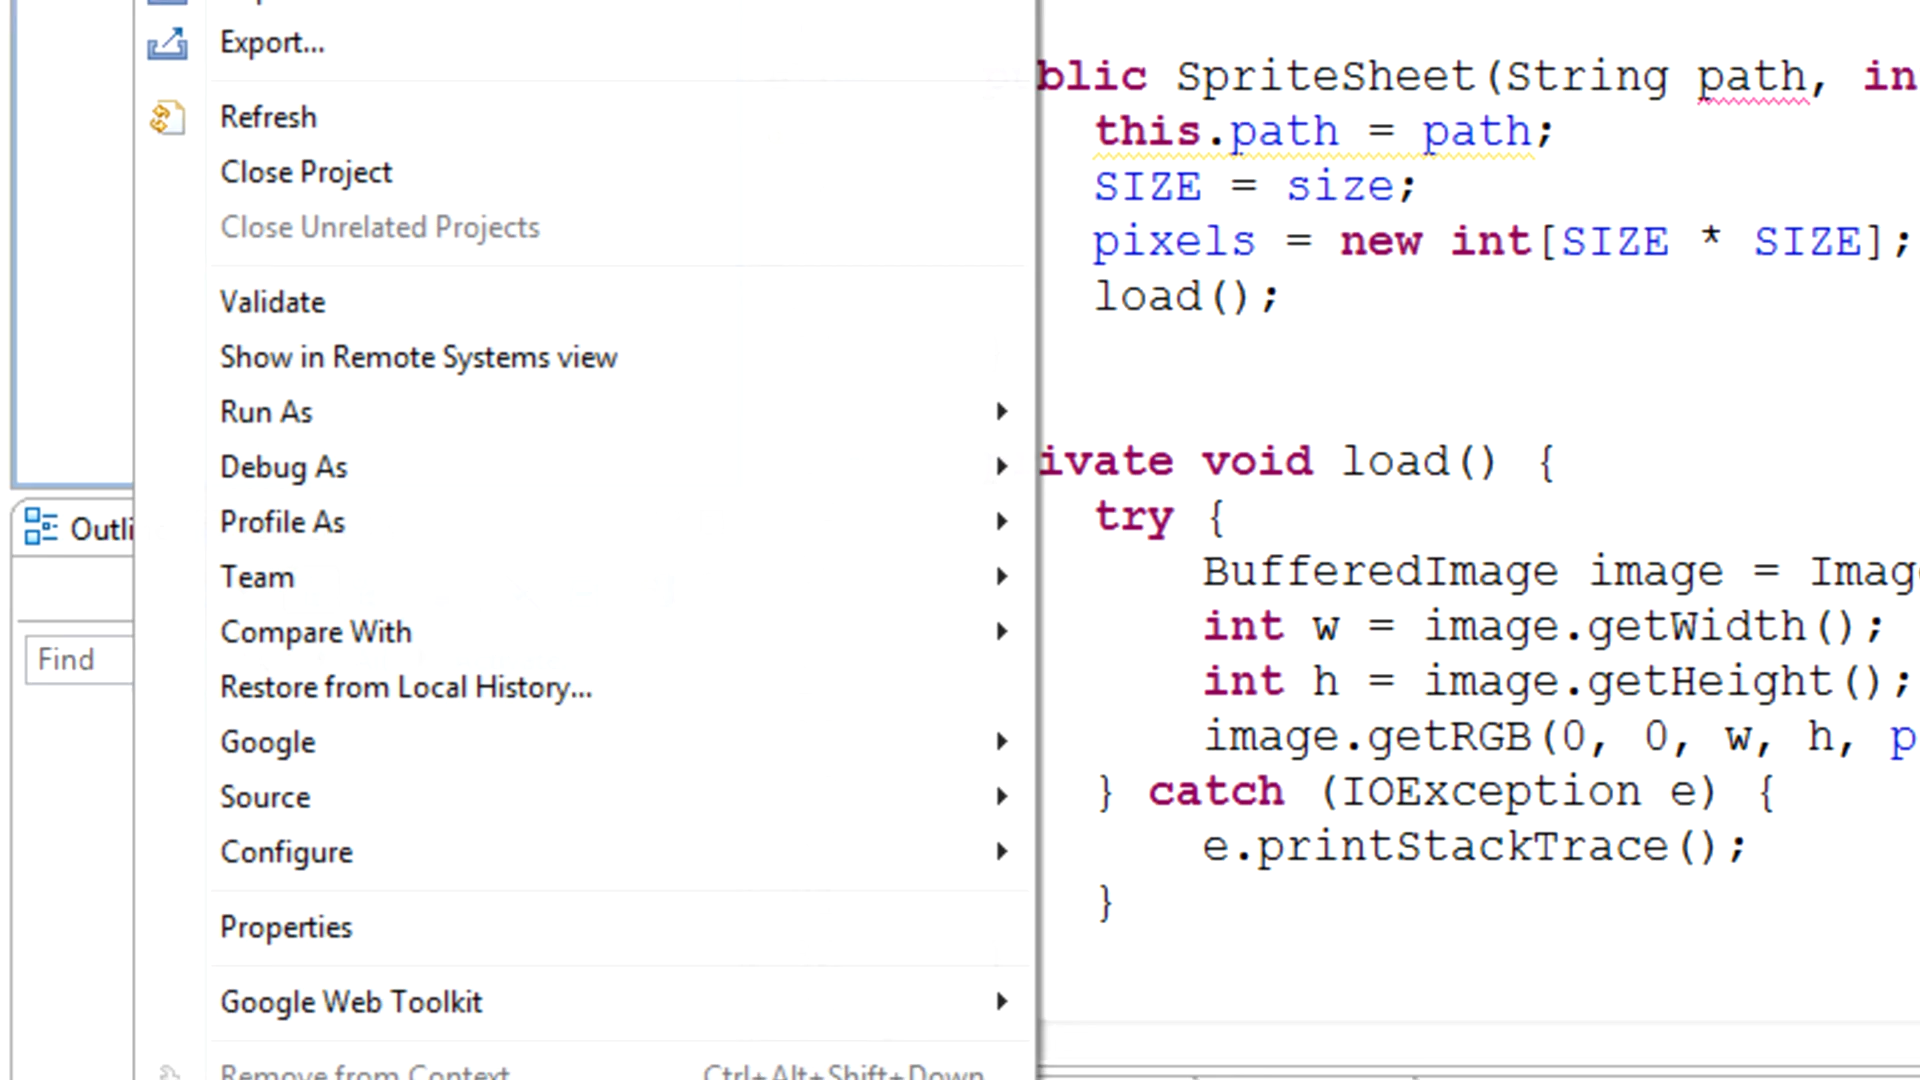 Export...
Refresh
Close Project
Close Unrelated Projects
Validate
Show in Remote Systems view
Run As
Debug As
Profile As
Team
Compare With
Restore from Local History...
Google
Source
Configure
Properties
Google Web Toolkit
Remove from Context Ctrl+Alt+Shift+Down
Outli
Find
blic SpriteSheet(String path, in
this.path = path;
SIZE = size;
pixels = new int[SIZE * SIZE];
load();
ivate void load() {
try {
BufferedImage image = Imag
int w = image.getWidth();
int h = image.getHeight();
image.getRGB(0, 0, w, h, p
} catch (IOException e) {
e.printStackTrace();
}